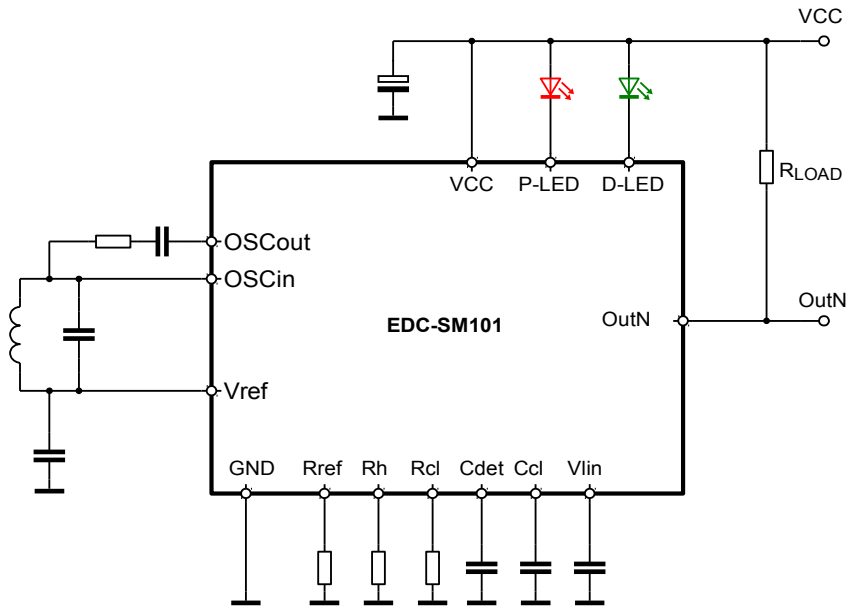 VCC
VCC P-LED D-LED
RLOAD
OSCout
OSCin
OutN
OutN
EDC-SM101
Vref
GND Rref Rh Rcl Cdet Ccl Vlin